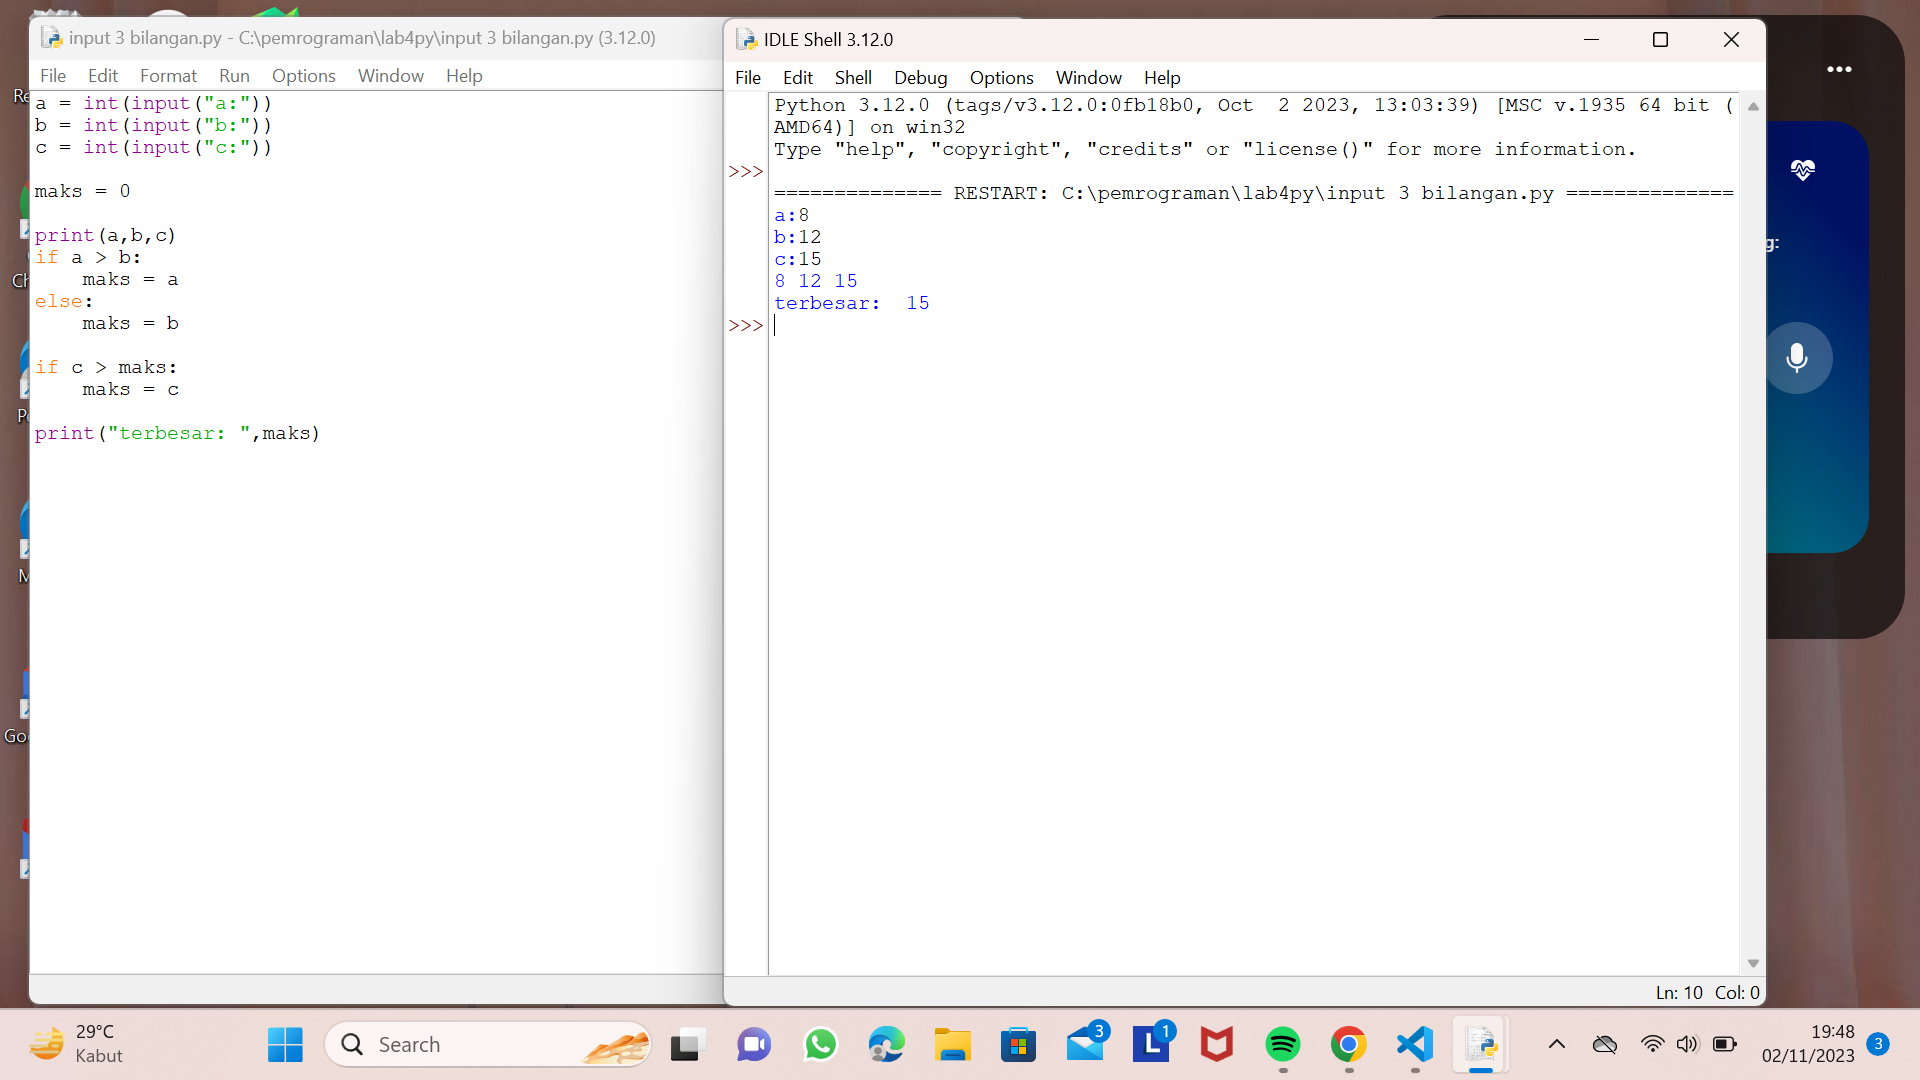 input 3 bilangan.py - C:\pemrograman\lab4py\input 3 bilangan.py (3.12.0)
File Edit Format Run Options Window Help
a = int(input("a:"))
b = int(input("b:"))
c = int(input("c:"))
maks = 0
print(a,b,c)
if a > b:
    maks = a
else:
    maks = b
if c > maks:
    maks = c
print("terbesar: ",maks)
IDLE Shell 3.12.0
File Edit Shell Debug Options Window Help
Python 3.12.0 (tags/v3.12.0:0fb18b0, Oct  2 2023, 13:03:39) [MSC v.1935 64 bit (
AMD64)] on win32
Type "help", "copyright", "credits" or "license()" for more information.
>>>
============== RESTART: C:\pemrograman\lab4py\input 3 bilangan.py ==============
a:8
b:12
c:15
8 12 15
terbesar:  15
>>>
Ln: 10 Col: 0
g:
Re
Ch
Pe
M
Goo
29°C
Kabut
Search
3
L
1
19:48
02/11/2023
3